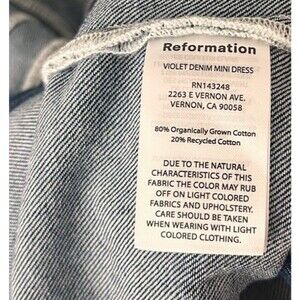 Reformation
VIOLET DENIM MINI DRESS
RN143248
2263 E VERNON AVE.
VERNON, CA 90058
80% Organically Grown Cotton
20% Recycled Cotton
DUE TO THE NATURAL
CHARACTERISTICS OF THIS
FABRIC THE COLOR MAY RUB
OFF ON LIGHT COLORED
FABRICS AND UPHOLSTERY.
CARE SHOULD BE TAKEN
WHEN WEARING WITH LIGHT
COLORED CLOTHING.